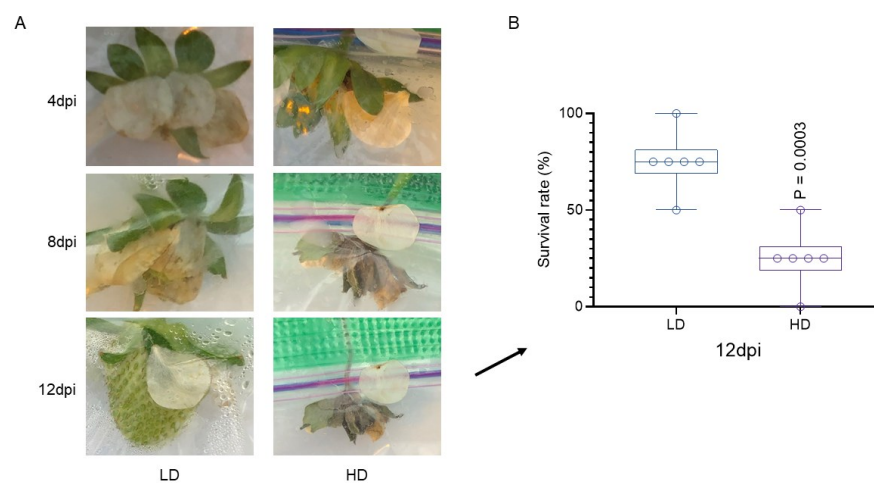 A
B
4dpi
8dpi
12dpi
LD
HD
Survival rate (%)
100
50
0
P = 0.0003
LD
HD
12dpi